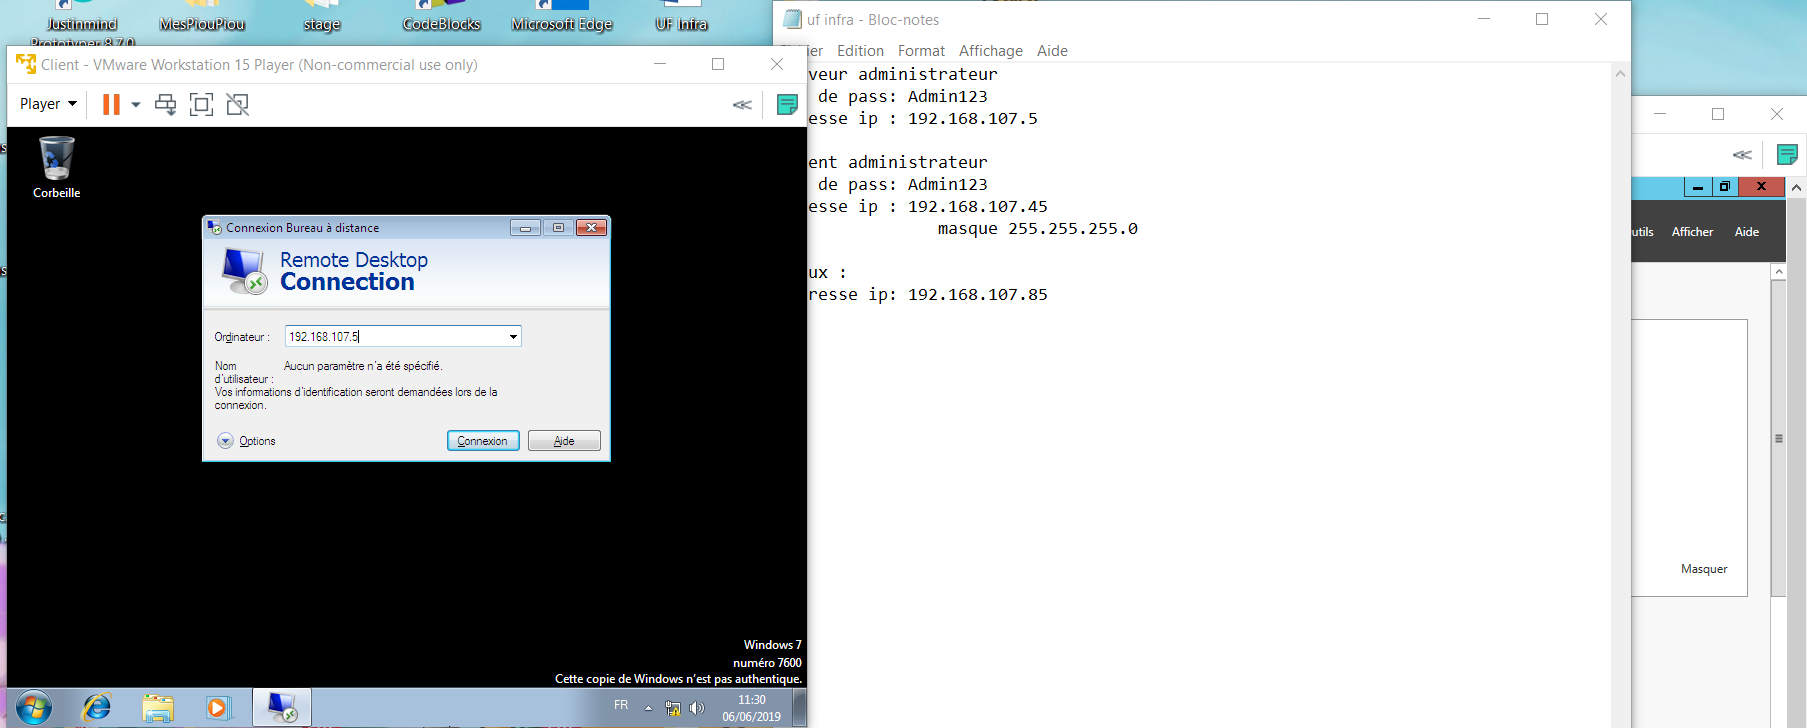 Justinmind
Prototyper 8.7.0
MesPiouPiou
stage
CodeBlocks
Microsoft Edge
UF Infra
Client - VMware Workstation 15 Player (Non-commercial use only)
Player
Corbeille
Connexion Bureau à distance
Remote Desktop
Connection
Ordinateur :
192.168.107.5
Nom
d'utilisateur :
Aucun paramètre n'a été spécifié.
Vos informations d'identification seront demandées lors de la
connexion.
Options
Connexion
Aide
Windows 7
numéro 7600
Cette copie de Windows n'est pas authentique.
FR
11:30
06/06/2019
uf infra - Bloc-notes
Edition Format Affichage Aide
veur administrateur
de pass: Admin123
esse ip : 192.168.107.5
ent administrateur
de pass: Admin123
esse ip : 192.168.107.45
masque 255.255.255.0
ux :
resse ip: 192.168.107.85
utils Afficher Aide
Masquer